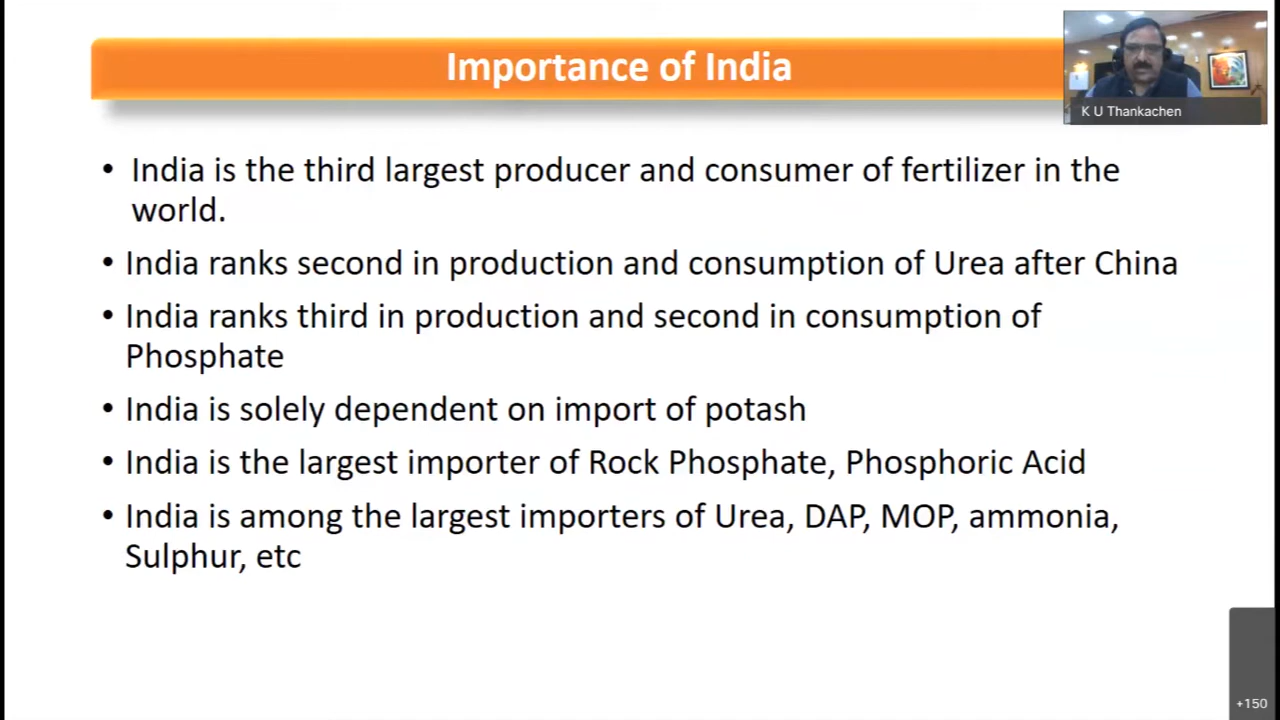 Importance of India
K U Thankachen
• India is the third largest producer and consumer of fertilizer in the
world.
• India ranks second in production and consumption of Urea after China
• India ranks third in production and second in consumption of
Phosphate
• India is solely dependent on import of potash
• India is the largest importer of Rock Phosphate, Phosphoric Acid
• India is among the largest importers of Urea, DAP, MOP, ammonia,
Sulphur, etc
+150